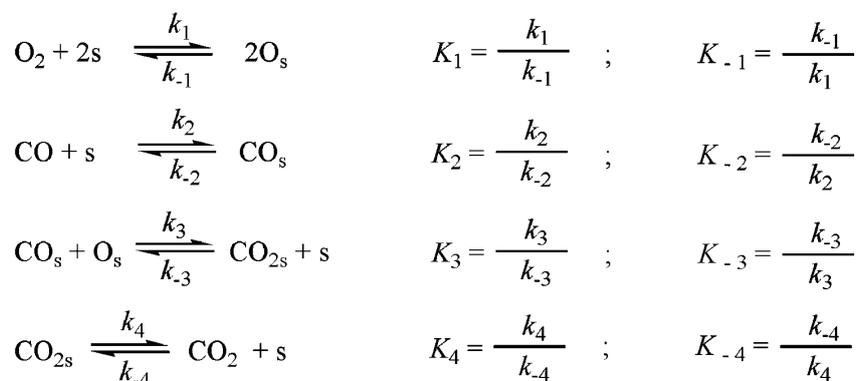 k₁
O₂ + 2s ⇌ 2Oₛ K₁ = k₁ / k₋₁ ; K₋₁ = k₋₁ / k₁
k₋₁
k₂
CO + s ⇌ COₛ K₂ = k₂ / k₋₂ ; K₋₂ = k₋₂ / k₂
k₋₂
k₃
COₛ + Oₛ ⇌ CO₂ₛ + s K₃ = k₃ / k₋₃ ; K₋₃ = k₋₃ / k₃
k₋₃
k₄
CO₂ₛ ⇌ CO₂ + s K₄ = k₄ / k₋₄ ; K₋₄ = k₋₄ / k₄
k₋₄